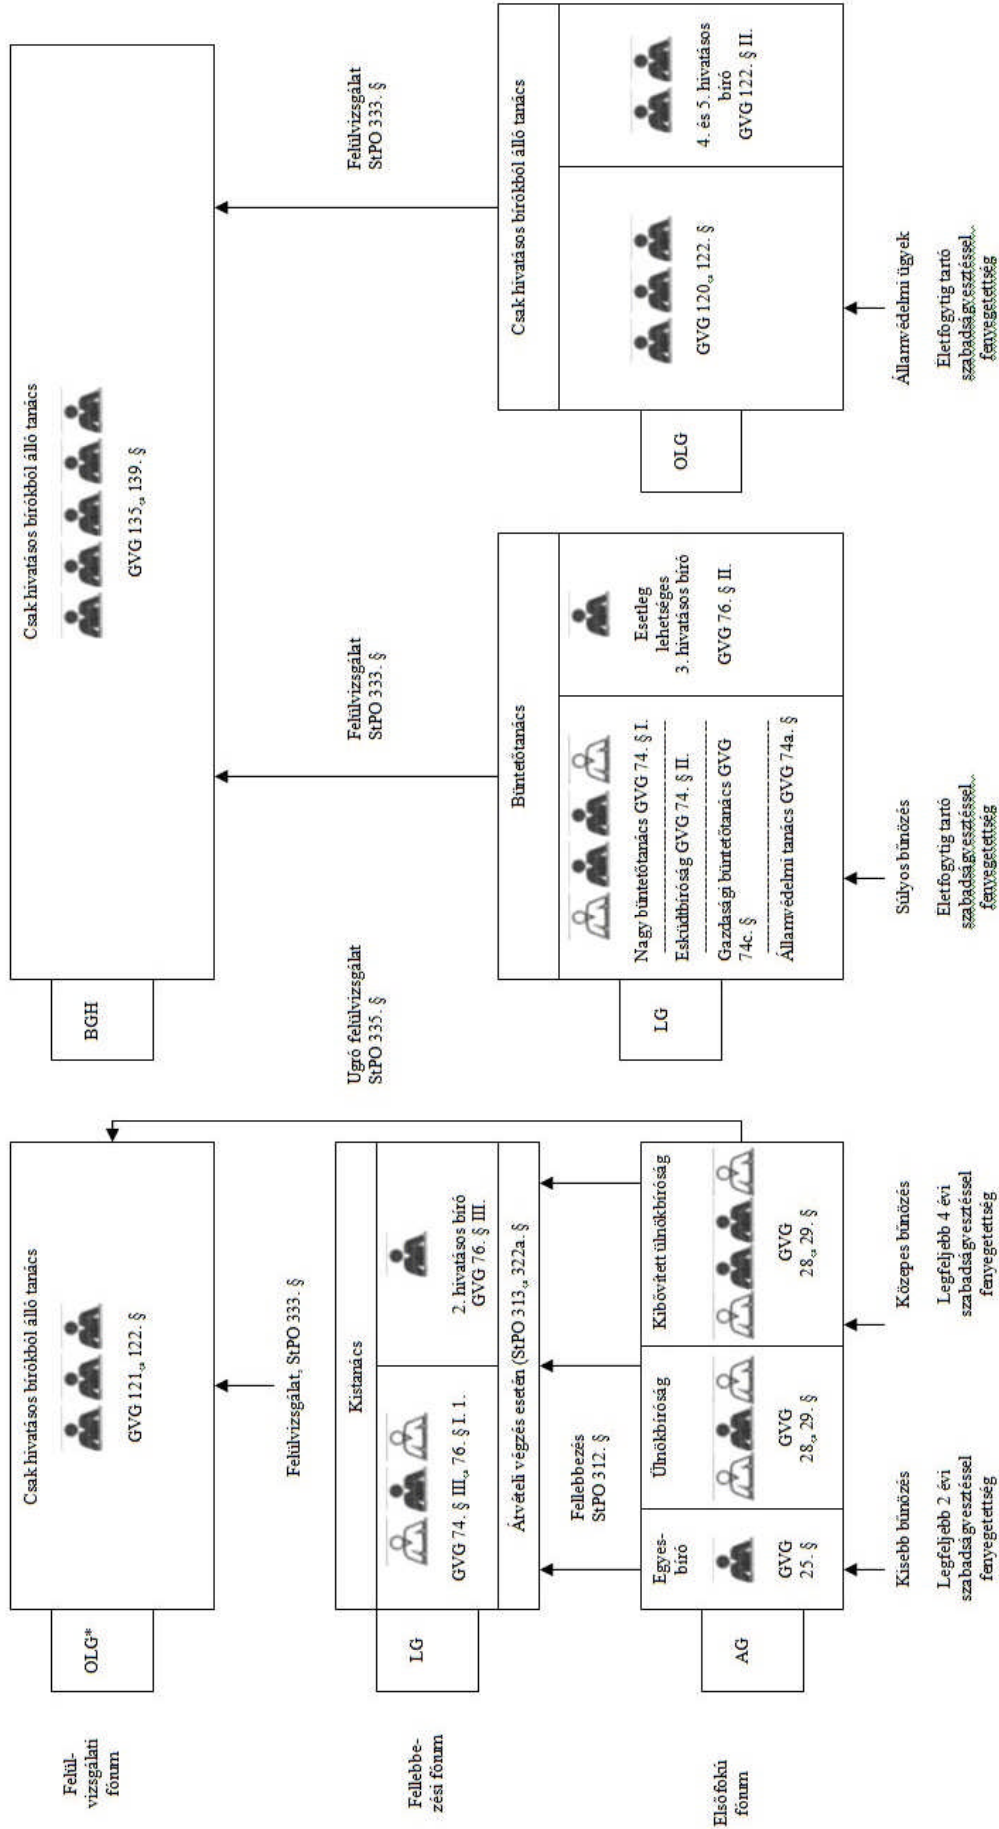 Felül-
vizsgálati
fórum
OLG*
Csak hivatásos bírókból álló tanács
GVG 121., 122. §
BGH
Csak hivatásos bírókból álló tanács
GVG 135., 139. §
Felülvizsgálat, StPO 333. §
Ugró felülvizsgálat
StPO 335. §
Felülvizsgálat
StPO 333. §
Felülvizsgálat
StPO 333. §
Fellebbe-
zési fórum
LG
Kistanács
GVG 74. § III., 76. § I. 1.
2. hivatásos bíró
GVG 76. § III.
Átvételi végzés esetén (StPO 313., 322a. §
Fellebbezés
StPO 312. §
Elsőfokú
fórum
AG
Egyes-
bíró
GVG
25. §
Ülnökbíróság
GVG
28., 29. §
Kibővített ülnökbíróság
GVG
28., 29. §
LG
Büntetőtanács
Nagy büntetőtanács GVG 74. § I.
Esküdtbíróság GVG 74. § II.
Gazdasági büntetőtanács GVG
74c. §
Államvédelmi tanács GVG 74a. §
Esetleg
lehetséges
3. hivatásos bíró
GVG 76. § II.
OLG
Csak hivatásos bírókból álló tanács
GVG 120., 122. §
4. és 5. hivatásos
bíró
GVG 122. § II.
Kisebb bűnözés
Legfeljebb 2 évi
szabadságvesztéssel
fenyegetettség
Közepes bűnözés
Legfeljebb 4 évi
szabadságvesztéssel
fenyegetettség
Súlyos bűnözés
Életfogytig tartó
szabadságvesztéssel
fenyegetettség
Államvédelmi ügyek
Életfogytig tartó
szabadságvesztéssel
fenyegetettség